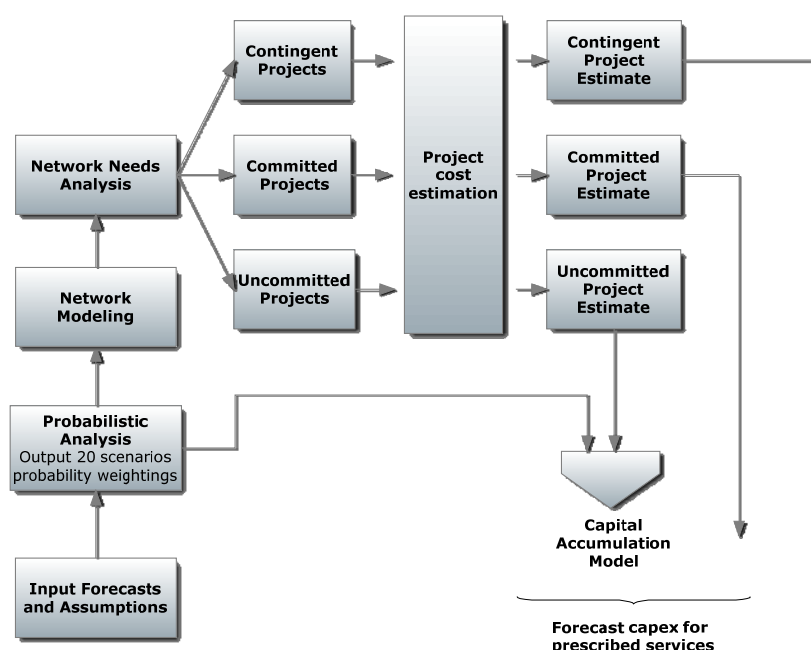 Contingent
Projects
Contingent
Project
Estimate
Network Needs
Analysis
Committed
Projects
Project
cost
estimation
Committed
Project
Estimate
Network
Modeling
Uncommitted
Projects
Uncommitted
Project
Estimate
Probabilistic
Analysis
Output 20 scenarios
probability weightings
Capital
Accumulation
Model
Input Forecasts
and Assumptions
Forecast capex for
prescribed services